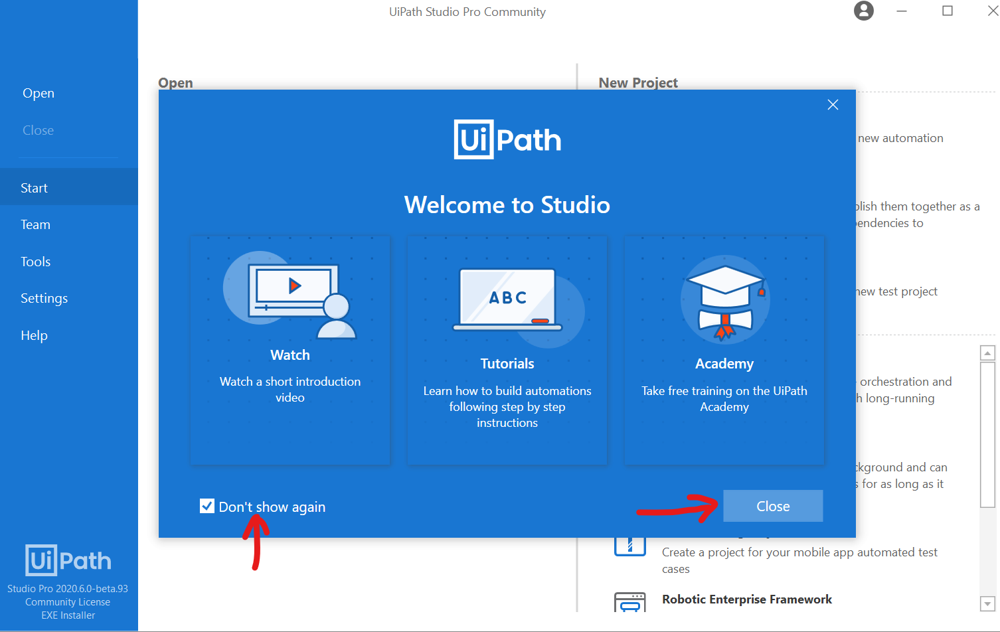 UiPath Studio Pro Community
Open
Close
Start
Team
Tools
Settings
Help
UiPath
Studio Pro 2020.6.0-beta.93
Community License
EXE Installer
Open
New Project
new automation
them together as a
to
new test project
orchestration and
long-running
and can
for as long as it
Create a project for your mobile app automated test
cases
Robotic Enterprise Framework
UiPath
Welcome to Studio
Watch
Watch a short introduction
video
ABC
Tutorials
Learn how to build automations
following step by step
instructions
Academy
Take free training on the UiPath
Academy
Don't show again
Close